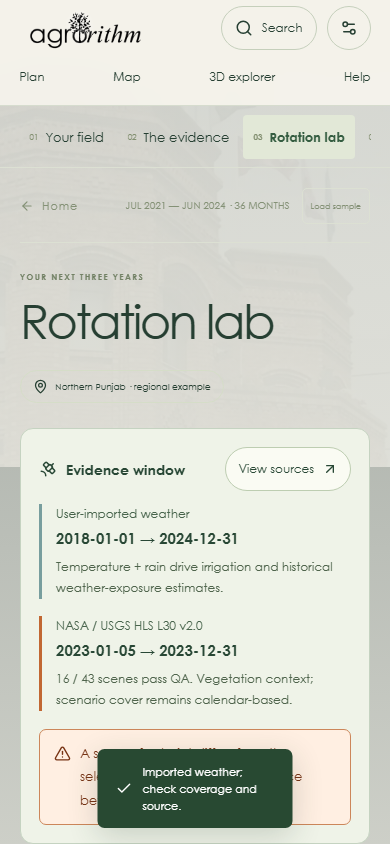 agrorithm
Search
Plan
Map
3D explorer
Help
01 Your field
02 The evidence
03 Rotation lab
Home
JUL 2021 — JUN 2024 · 36 MONTHS
Load sample
YOUR NEXT THREE YEARS
Rotation lab
Northern Punjab · regional example
Evidence window
View sources
User-imported weather
2018-01-01 → 2024-12-31
Temperature + rain drive irrigation and historical
weather-exposure estimates.
NASA / USGS HLS L30 v2.0
2023-01-05 → 2023-12-31
16 / 43 scenes pass QA. Vegetation context;
scenario cover remains calendar-based.
Imported weather;
check coverage and
source.